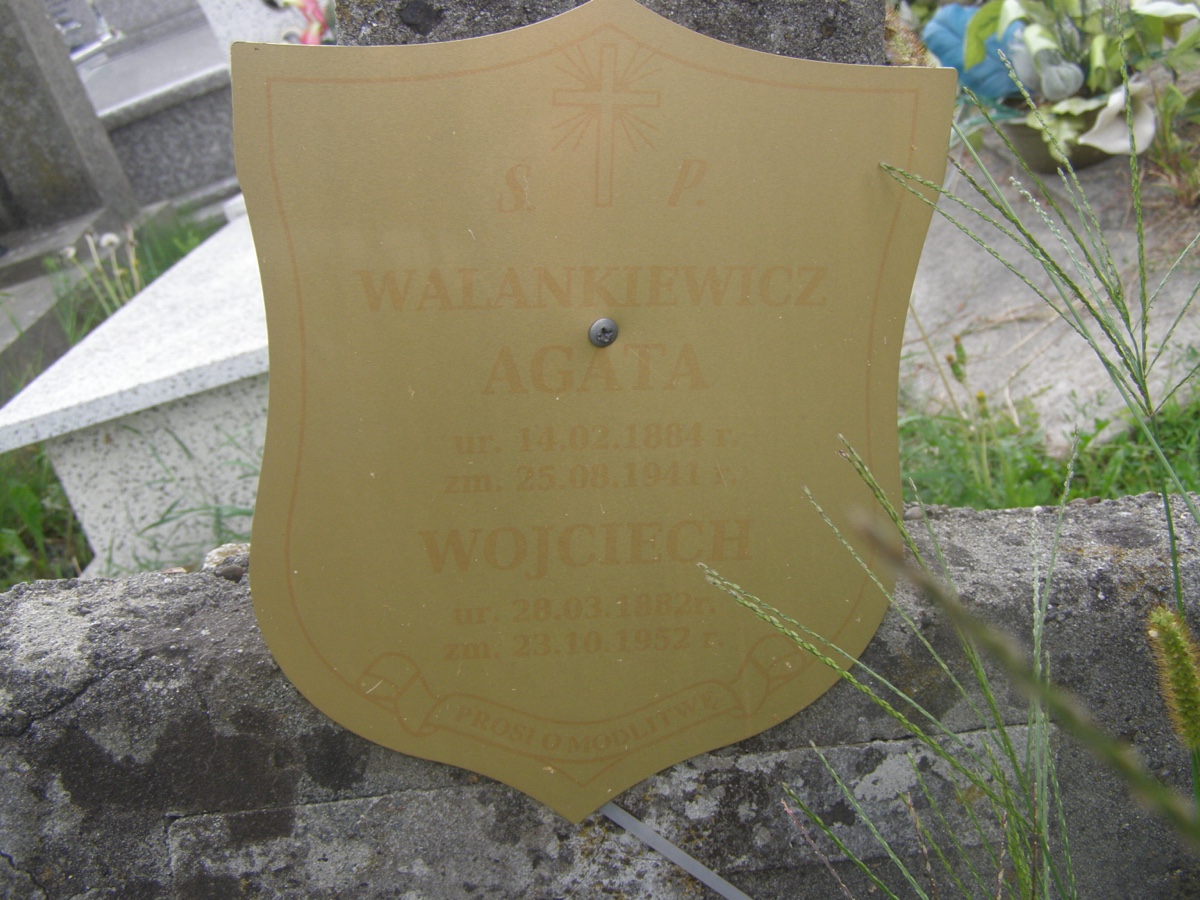 S. P.
WALANKIEWICZ
AGATA
ur. 14.02.1884 r.
zm. 25.08.1941 r.
WOJCIECH
ur. 28.03.1882r.
zm. 23.10.1952 r.
PROSI O MODLITWĘ